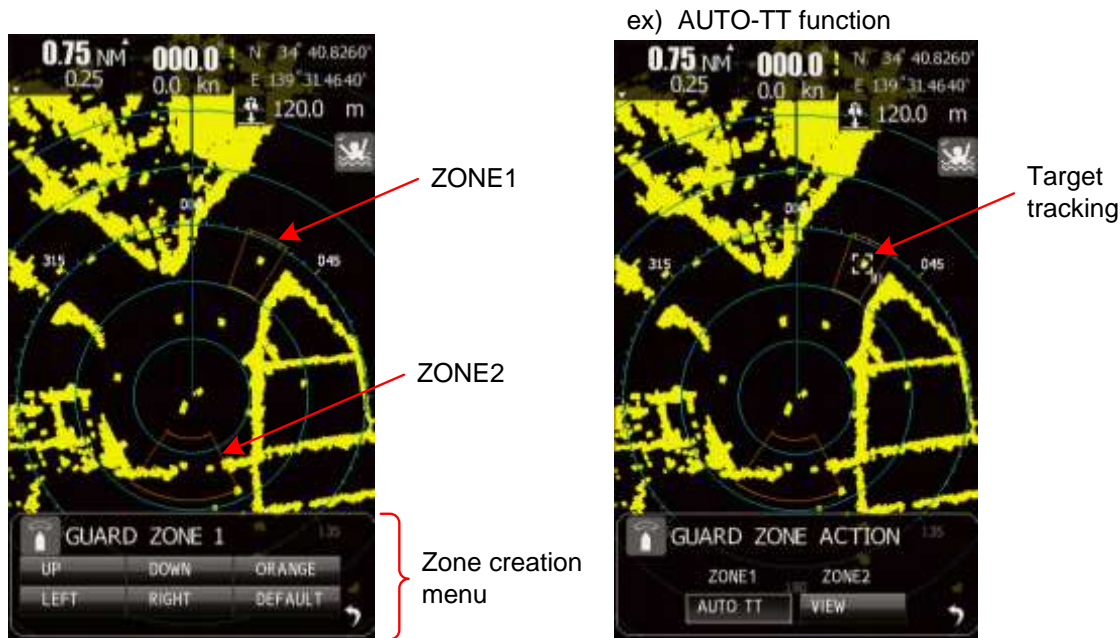 ex) AUTO-TT function
0.75 NM
0.25
000.0
0.0 kn
N 34° 40.8260'
E 139° 31.4640'
120.0 m
315
045
ZONE1
ZONE2
GUARD ZONE 1
135
UP DOWN ORANGE
LEFT RIGHT DEFAULT
Zone creation
menu
0.75 NM
0.25
000.0
0.0 kn
N 34° 40.8260'
E 139° 31.4640'
120.0 m
315
045
Target
tracking
GUARD ZONE ACTION
135
ZONE1 ZONE2
180
AUTO TT VIEW